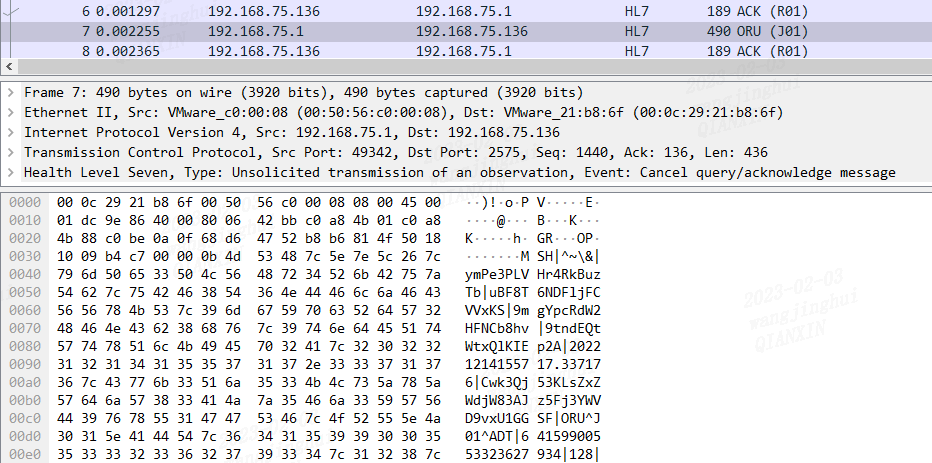 6 0.001297 192.168.75.136 192.168.75.1 HL7 189 ACK (R01)
7 0.002255 192.168.75.1 192.168.75.136 HL7 490 ORU (J01)
8 0.002365 192.168.75.136 192.168.75.1 HL7 189 ACK (R01)
Frame 7: 490 bytes on wire (3920 bits), 490 bytes captured (3920 bits)
Ethernet II, Src: VMware_c0:00:08 (00:50:56:c0:00:08), Dst: VMware_21:b8:6f (00:0c:29:21:b8:6f)
Internet Protocol Version 4, Src: 192.168.75.1, Dst: 192.168.75.136
Transmission Control Protocol, Src Port: 49342, Dst Port: 2575, Seq: 1440, Ack: 136, Len: 436
Health Level Seven, Type: Unsolicited transmission of an observation, Event: Cancel query/acknowledge message
0000 00 0c 29 21 b8 6f 00 50 56 c0 00 08 08 00 45 00 ··)!·o·P V·····E·
0010 01 dc 9e 86 40 00 80 06 42 bb c0 a8 4b 01 c0 a8 ····@··· B···K···
0020 4b 88 c0 be 0a 0f 68 d6 47 52 b8 b6 81 4f 50 18 K·····h· GR···OP·
0030 10 09 b4 c7 00 00 0b 4d 53 48 7c 5e 7e 5c 26 7c ·······M SH|^~\&|
0040 79 6d 50 65 33 50 4c 56 48 72 34 52 6b 42 75 7a ymPe3PLV Hr4RkBuz
0050 54 62 7c 75 42 46 38 54 36 4e 44 46 6c 6a 46 43 Tb|uBF8T 6NDFljFC
0060 56 56 78 4b 53 7c 39 6d 67 59 70 63 52 64 57 32 VVxKS|9m gYpcRdW2
0070 48 46 4e 43 62 38 68 76 7c 39 74 6e 64 45 51 74 HFNCb8hv |9tndEQt
0080 57 74 78 51 6c 4b 49 45 70 32 41 7c 32 30 32 32 WtxQlKIE p2A|2022
0090 31 32 31 34 31 35 35 37 31 37 2e 33 33 37 31 37 12141557 17.33717
00a0 36 7c 43 77 6b 33 51 6a 35 33 4b 4c 73 5a 78 5a 6|Cwk3Qj 53KLsZxZ
00b0 57 64 6a 57 38 33 41 4a 7a 35 46 6a 33 59 57 56 WdjW83AJ z5Fj3YWV
00c0 44 39 76 78 55 31 47 47 53 46 7c 4f 52 55 5e 4a D9vxU1GG SF|ORU^J
00d0 30 31 5e 41 44 54 7c 36 34 31 35 39 39 30 30 35 01^ADT|6 41599005
00e0 35 33 33 32 33 36 32 37 39 33 34 7c 31 32 38 7c 53323627 934|128|
2023-02-03
wangjinghui
QIANXIN